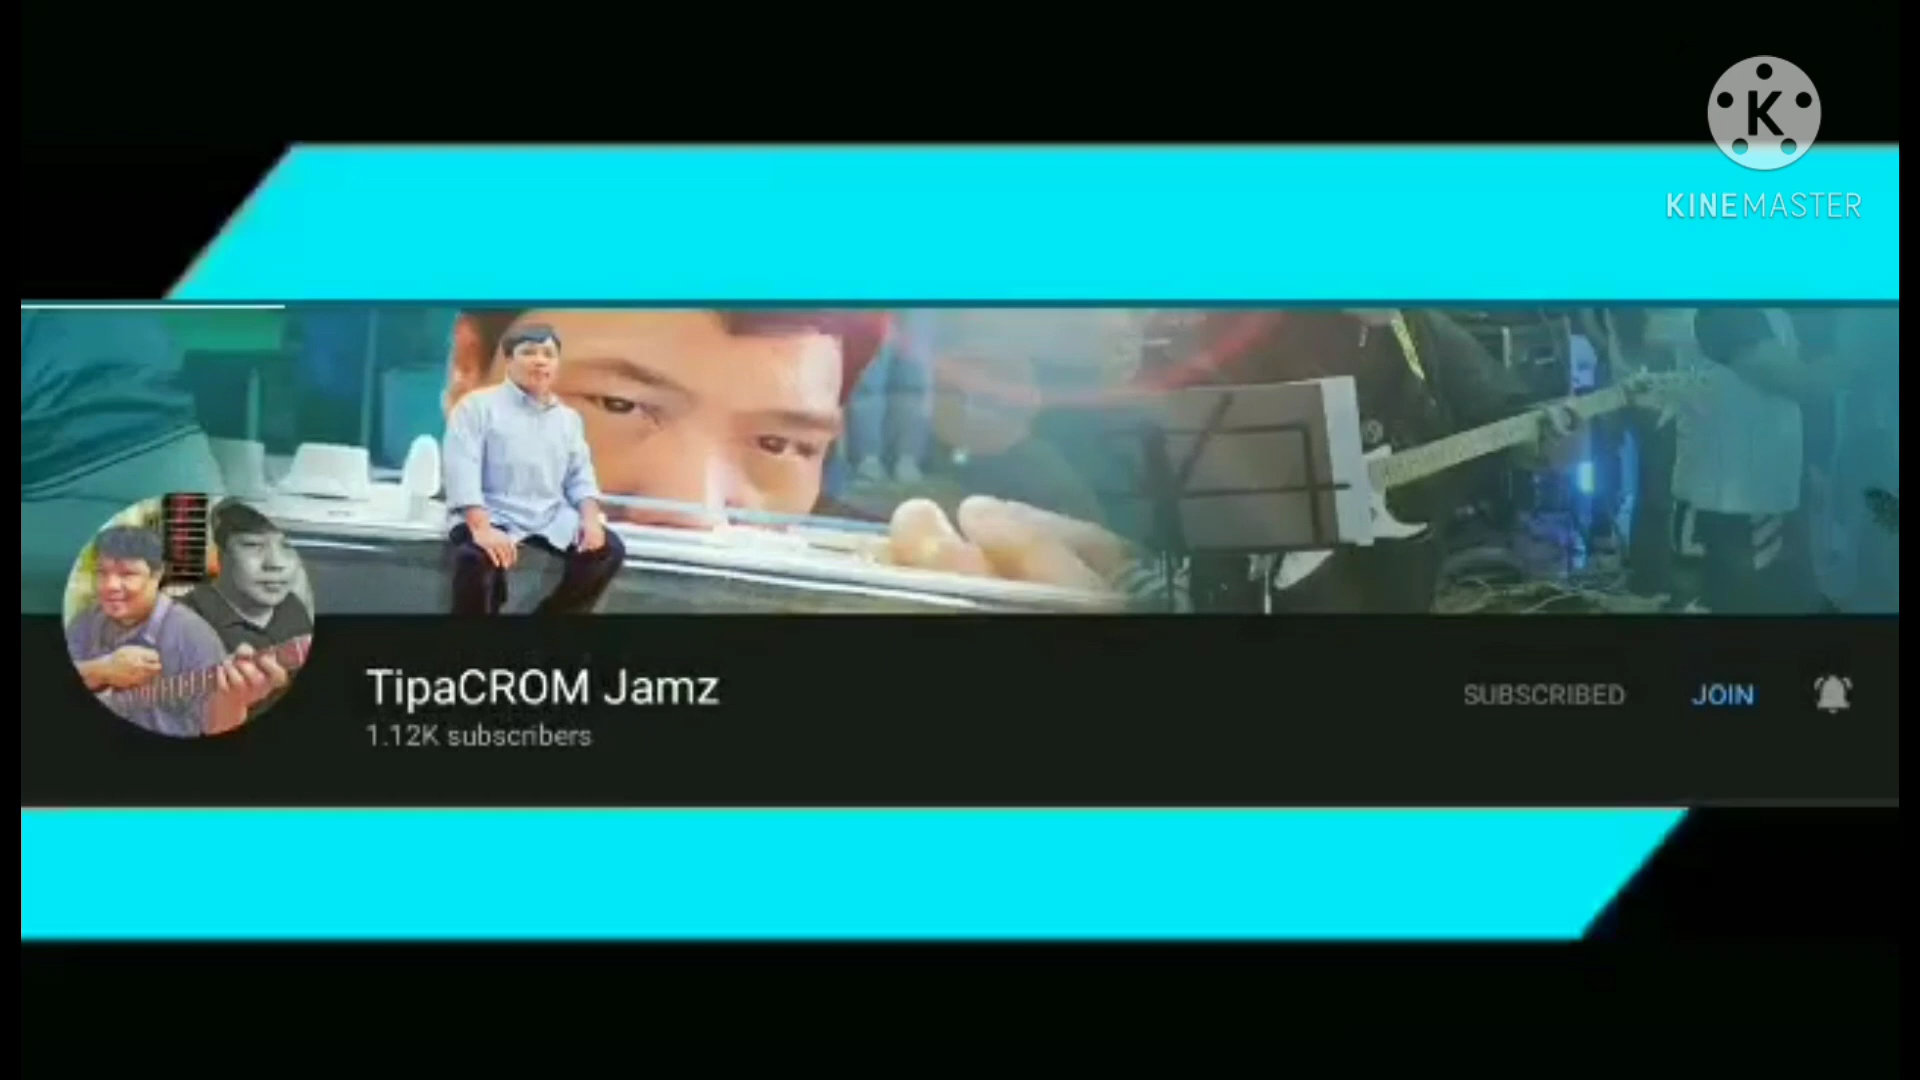 K
KINEMASTER
TipaCROM Jamz
1.12K subscribers
SUBSCRIBED JOIN